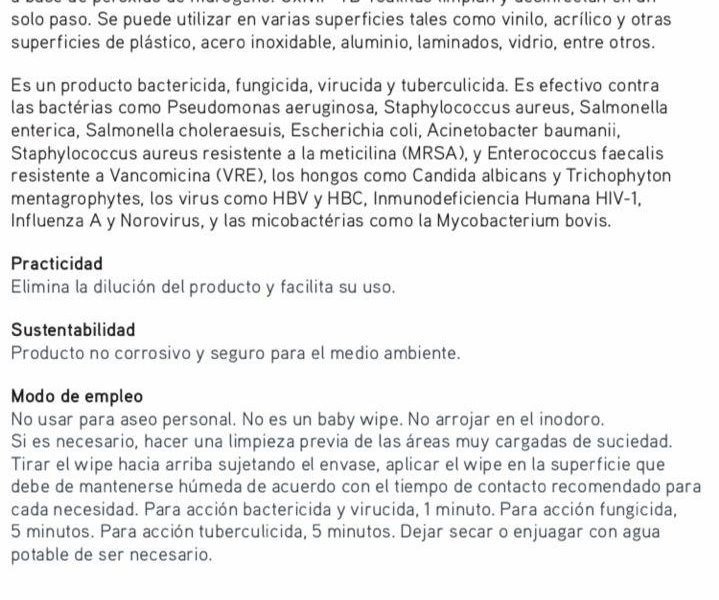 solo paso. Se puede utilizar en varias superficies tales como vinilo, acrílico y otras
superficies de plástico, acero inoxidable, aluminio, laminados, vidrio, entre otros.
Es un producto bactericida, fungicida, virucida y tuberculicida. Es efectivo contra
las bactérias como Pseudomonas aeruginosa, Staphylococcus aureus, Salmonella
enterica, Salmonella choleraesuis, Escherichia coli, Acinetobacter baumanii,
Staphylococcus aureus resistente a la meticilina (MRSA), y Enterococcus faecalis
resistente a Vancomicina (VRE), los hongos como Candida albicans y Trichophyton
mentagrophytes, los virus como HBV y HBC, Inmunodeficiencia Humana HIV-1,
Influenza A y Norovirus, y las micobactérias como la Mycobacterium bovis.
Practicidad
Elimina la dilución del producto y facilita su uso.
Sustentabilidad
Producto no corrosivo y seguro para el medio ambiente.
Modo de empleo
No usar para aseo personal. No es un baby wipe. No arrojar en el inodoro.
Si es necesario, hacer una limpieza previa de las áreas muy cargadas de suciedad.
Tirar el wipe hacia arriba sujetando el envase, aplicar el wipe en la superficie que
debe de mantenerse húmeda de acuerdo con el tiempo de contacto recomendado para
cada necesidad. Para acción bactericida y virucida, 1 minuto. Para acción fungicida,
5 minutos. Para acción tuberculicida, 5 minutos. Dejar secar o enjuagar con agua
potable de ser necesario.